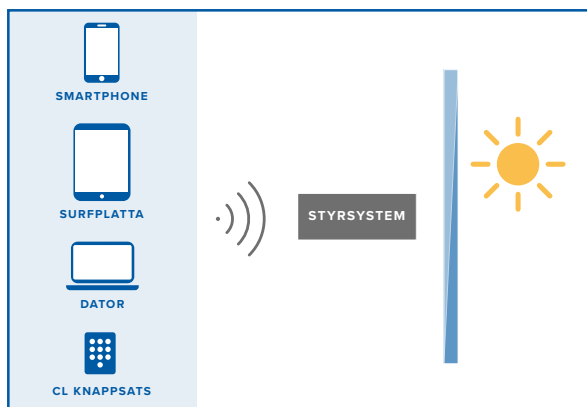 SMARTPHONE
SURFPLATTA
STYRSYSTEM
DATOR
CL KNAPPSATS